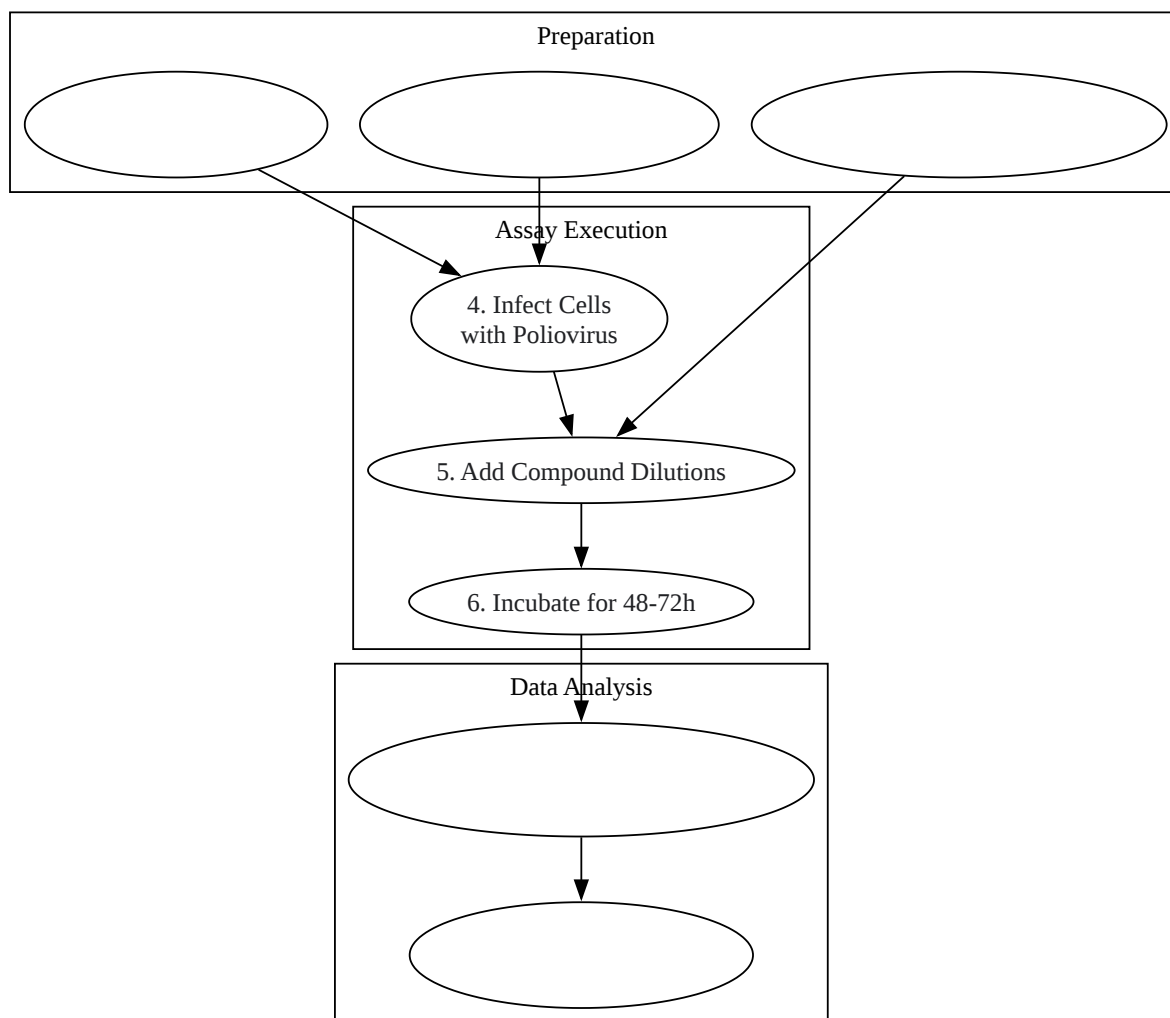 Preparation
Assay Execution
4. Infect Cells
with Poliovirus
5. Add Compound Dilutions
6. Incubate for 48-72h
Data Analysis